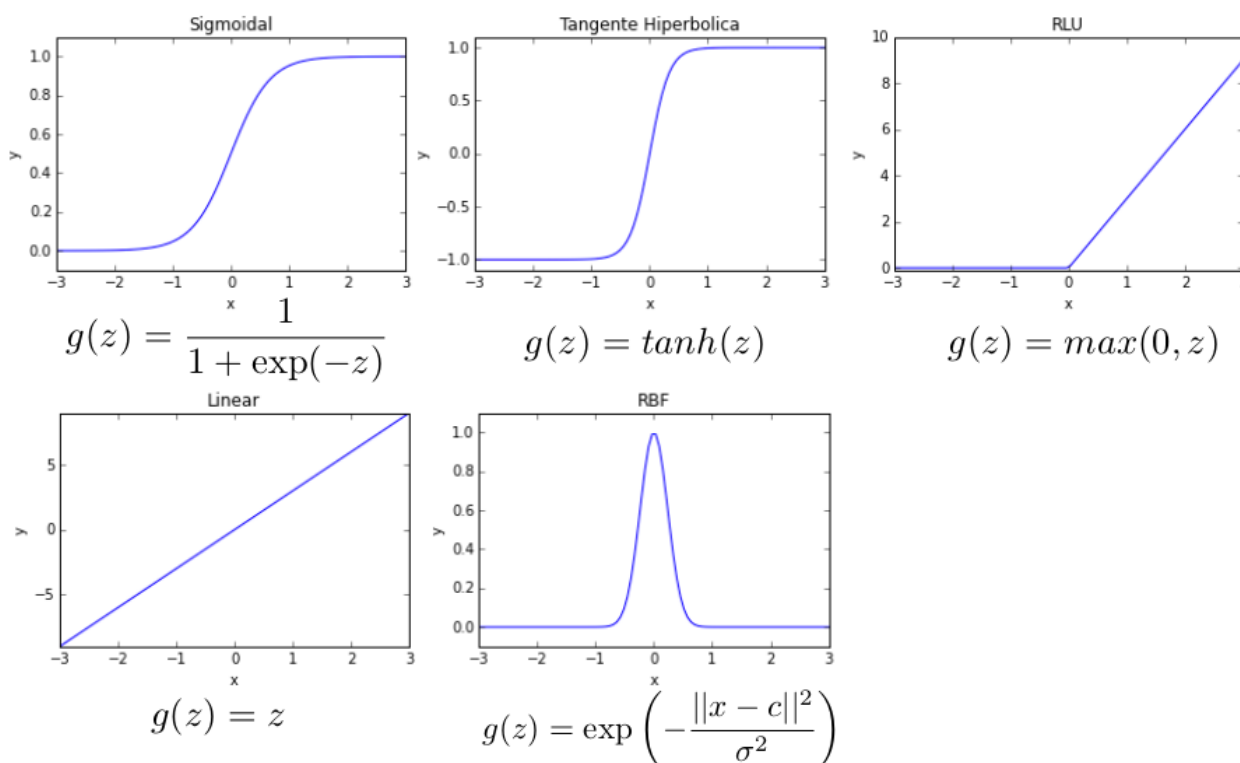 Sigmoidal
1.0
0.8
0.6
0.4
0.2
0.0
y
−3 −2 −1 0 1 2 3
x
g(z) = 1 / (1 + exp(−z))
Tangente Hiperbolica
1.0
0.5
0.0
−0.5
−1.0
y
−3 −2 −1 0 1 2 3
x
g(z) = tanh(z)
RLU
10
8
6
4
2
0
y
−3 −2 −1 0 1 2 3
x
g(z) = max(0, z)
Linear
5
0
−5
y
−3 −2 −1 0 1 2 3
x
g(z) = z
RBF
1.0
0.8
0.6
0.4
0.2
0.0
y
−3 −2 −1 0 1 2 3
x
g(z) = exp(−||x − c||² / σ²)